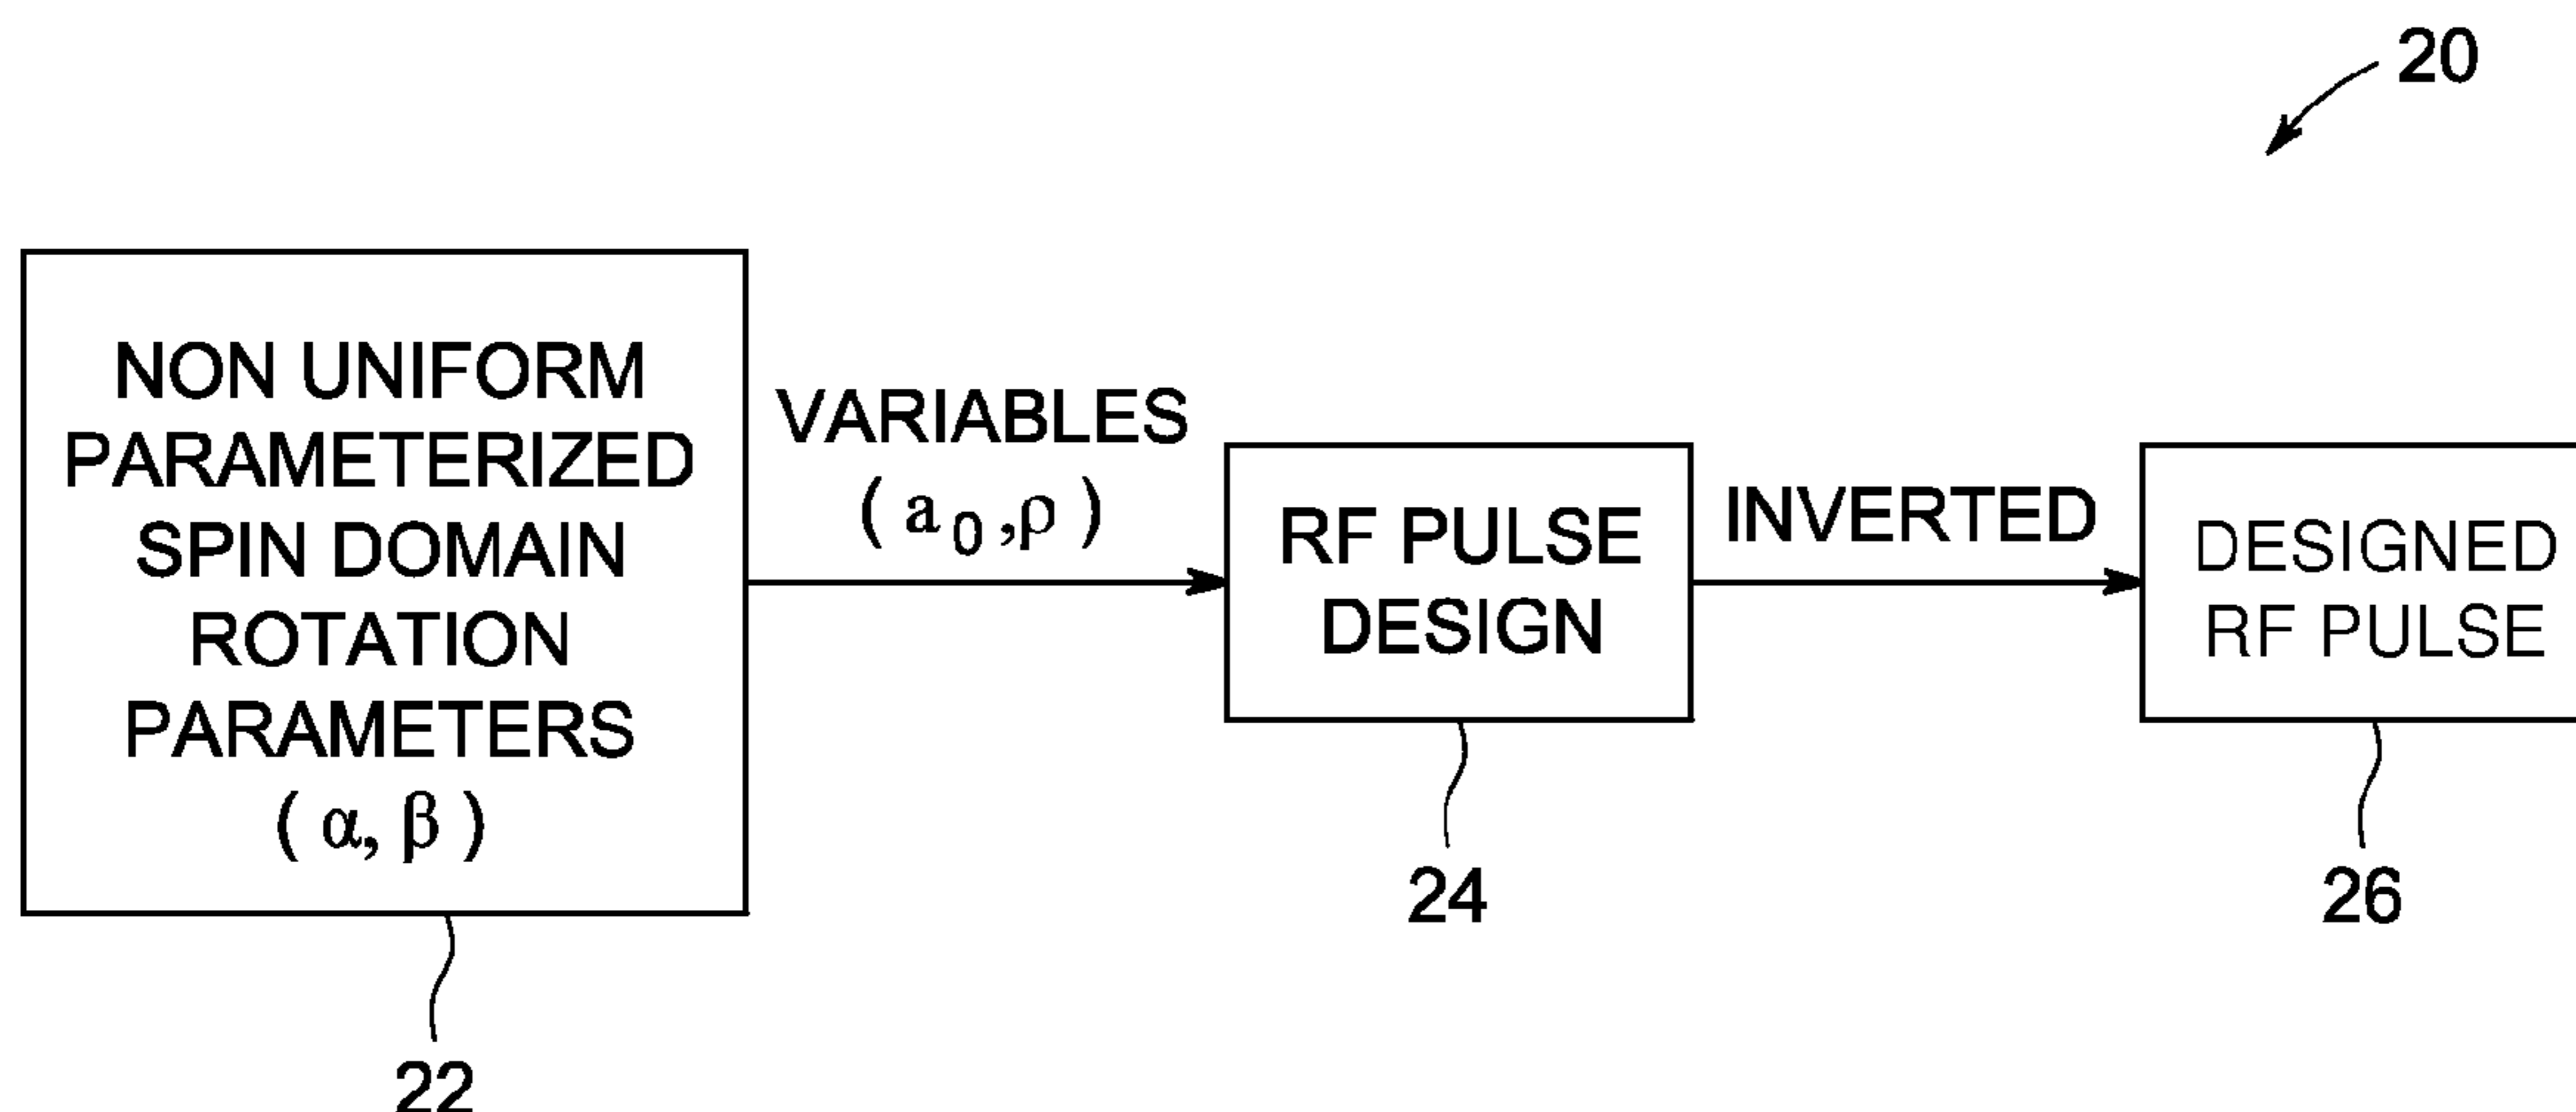 20
NON UNIFORM
PARAMETERIZED
SPIN DOMAIN
ROTATION
PARAMETERS
( α, β )
22
VARIABLES
( a₀ ,ρ )
RF PULSE
DESIGN
24
INVERTED
DESIGNED
RF PULSE
26